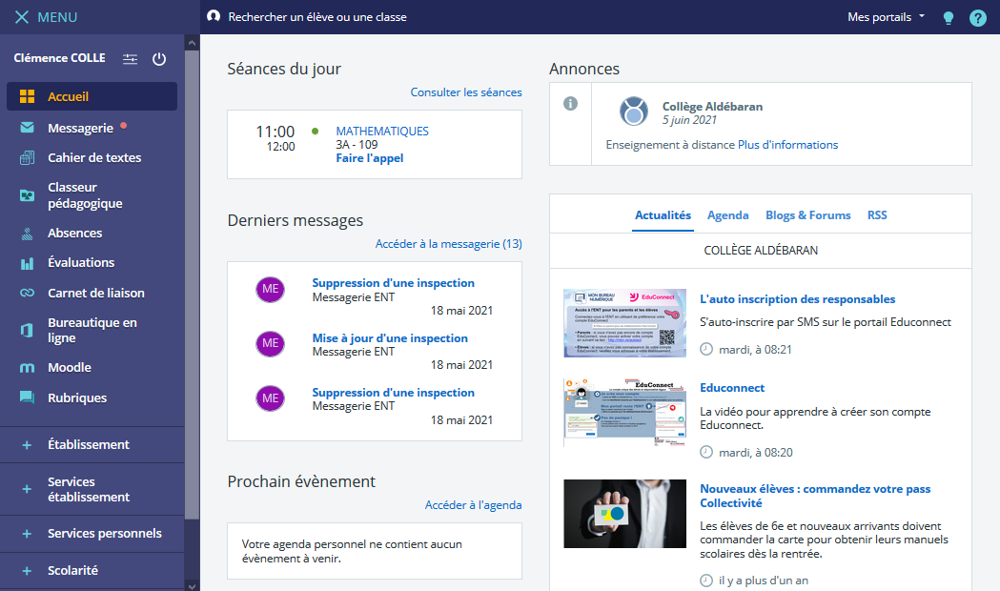 MENU
Rechercher un élève ou une classe
Mes portails
?
Clémence COLLE
Accueil
Messagerie
Cahier de textes
Classeur
pédagogique
Absences
Évaluations
Carnet de liaison
Bureautique en
ligne
Moodle
Rubriques
+ Établissement
+ Services
établissement
+ Services personnels
+ Scolarité
Séances du jour
Consulter les séances
11:00
12:00
MATHEMATIQUES
3A - 109
Faire l'appel
Derniers messages
Accéder à la messagerie (13)
ME
Suppression d'une inspection
Messagerie ENT
18 mai 2021
ME
Mise à jour d'une inspection
Messagerie ENT
18 mai 2021
ME
Suppression d'une inspection
Messagerie ENT
18 mai 2021
Prochain évènement
Accéder à l'agenda
Votre agenda personnel ne contient aucun
évènement à venir.
Annonces
Collège Aldébaran
5 juin 2021
Enseignement à distance Plus d'informations
Actualités
Agenda
Blogs & Forums
RSS
COLLÈGE ALDÉBARAN
MON BUREAU
NUMÉRIQUE
EduConnect
Accès à l'ENT pour les parents et les élèves
L'auto inscription des responsables
S'auto-inscrire par SMS sur le portail Educonnect
mardi, à 08:21
EduConnect
Educonnect
La vidéo pour apprendre à créer son compte
Educonnect.
mardi, à 08:20
Nouveaux élèves : commandez votre pass
Collectivité
Les élèves de 6e et nouveaux arrivants doivent
commander la carte pour obtenir leurs manuels
scolaires dès la rentrée.
il y a plus d'un an